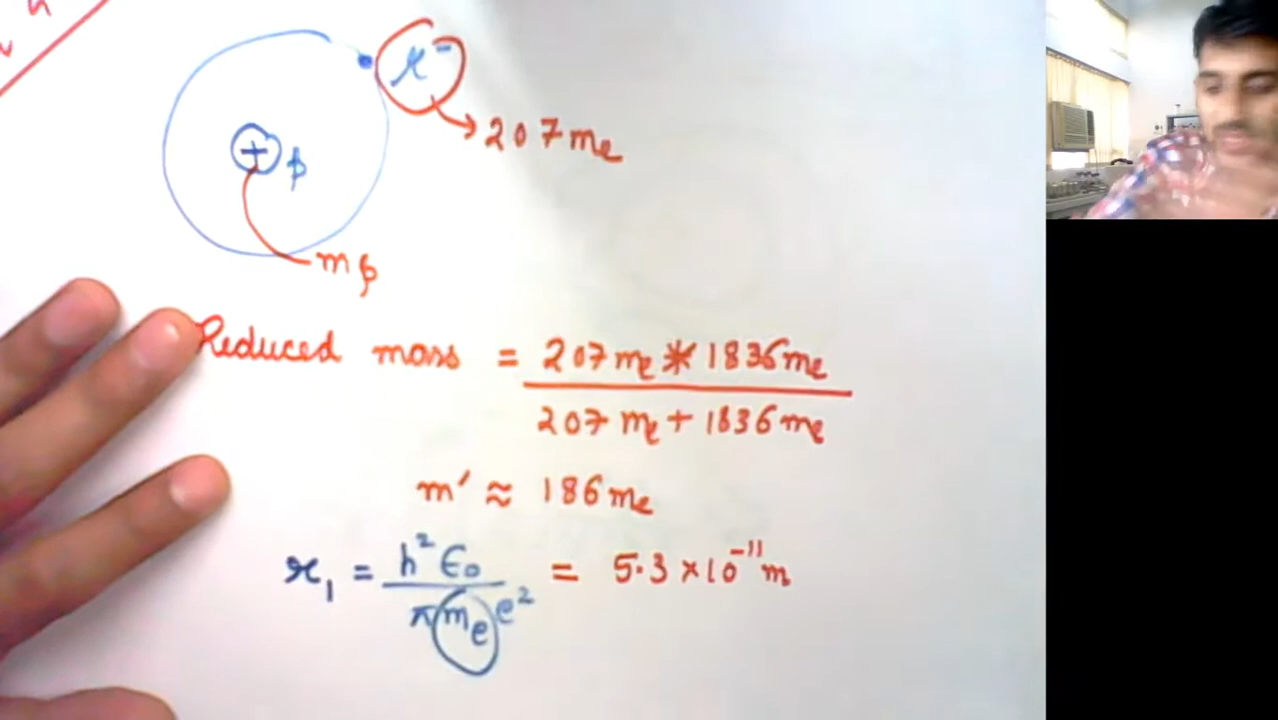 μ⁻
207 me
+ p
mp
Reduced mass = 207 me * 1836 me / 207 me + 1836 me
m′ ≈ 186 me
r₁ = h² ε₀ / π me e² = 5.3 × 10⁻¹¹ m